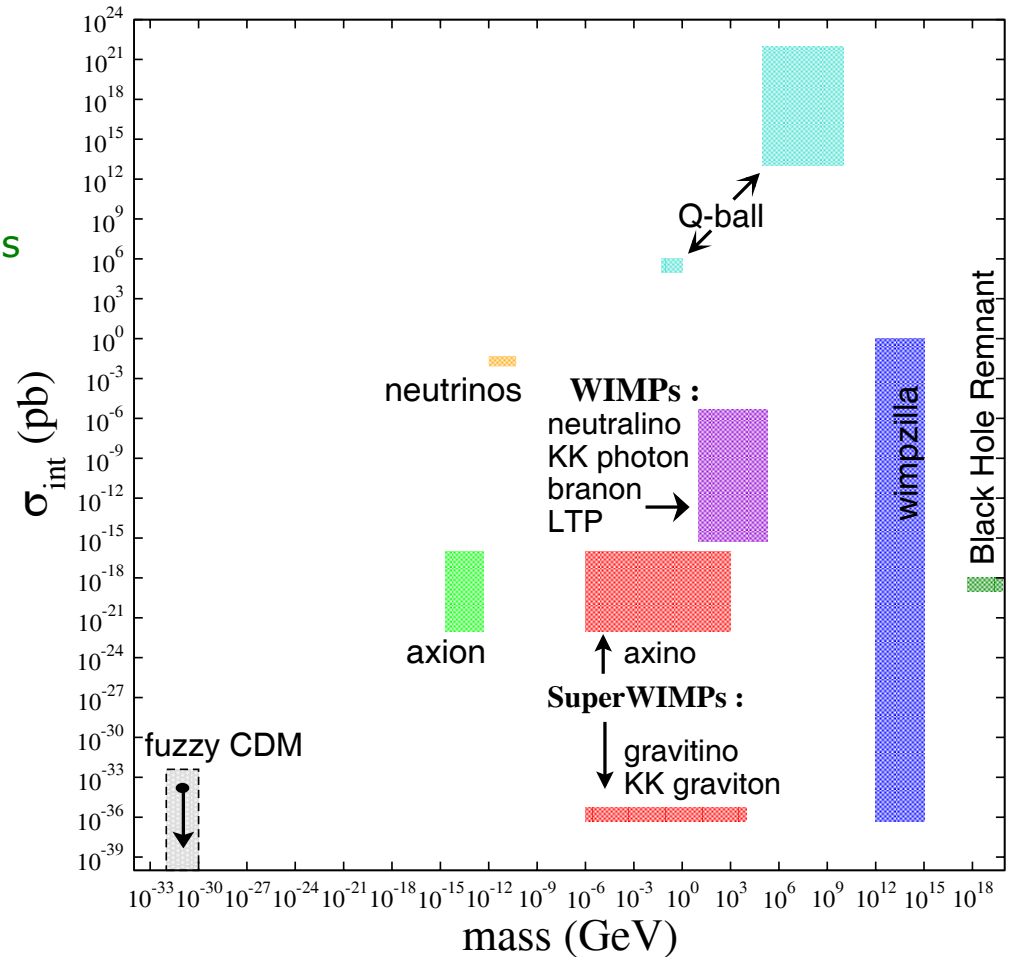 10^24
10^21
10^18
10^15
10^12
10^9
10^6
10^3
10^0
10^-3
10^-6
10^-9
10^-12
10^-15
10^-18
10^-21
10^-24
10^-27
10^-30
10^-33
10^-36
10^-39
σ_int (pb)
s
Q-ball
neutrinos
WIMPs :
neutralino
KK photon
branon
LTP
wimpzilla
Black Hole Remnant
axion
axino
SuperWIMPs :
gravitino
KK graviton
fuzzy CDM
10^-33 10^-30 10^-27 10^-24 10^-21 10^-18 10^-15 10^-12 10^-9 10^-6 10^-3 10^0 10^3 10^6 10^9 10^12 10^15 10^18
mass (GeV)